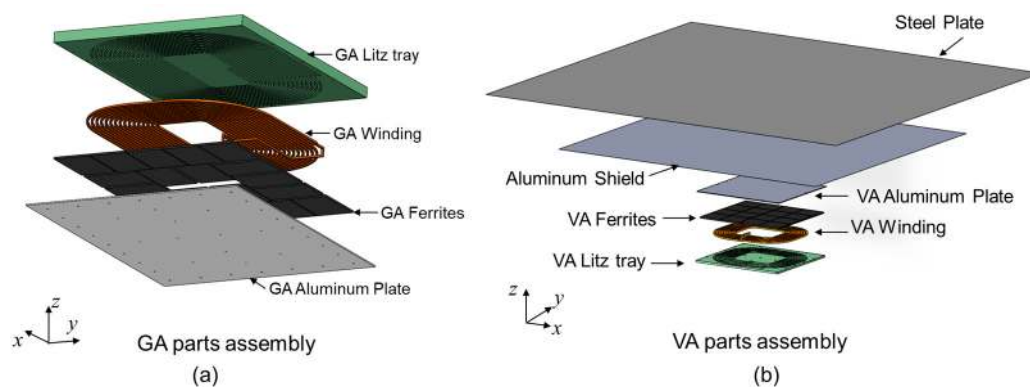 GA Litz tray
GA Winding
GA Ferrites
GA Aluminum Plate
z
y
x
GA parts assembly
(a)
Steel Plate
Aluminum Shield
VA Aluminum Plate
VA Ferrites
VA Winding
VA Litz tray
z
y
x
VA parts assembly
(b)